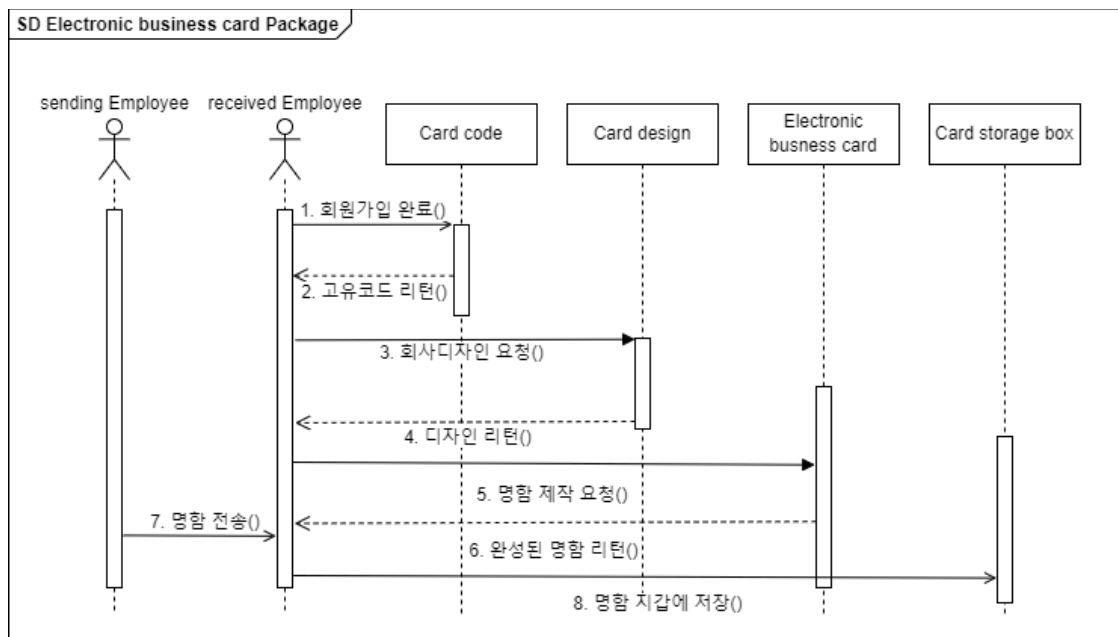 SD Electronic business card Package
sending Employee
received Employee
Card code
Card design
Electronic
busness card
Card storage box
1. 회원가입 완료()
2. 고유코드 리턴()
3. 회사디자인 요청()
4. 디자인 리턴()
5. 명함 제작 요청()
7. 명함 전송()
6. 완성된 명함 리턴()
8. 명함 지갑에 저장()